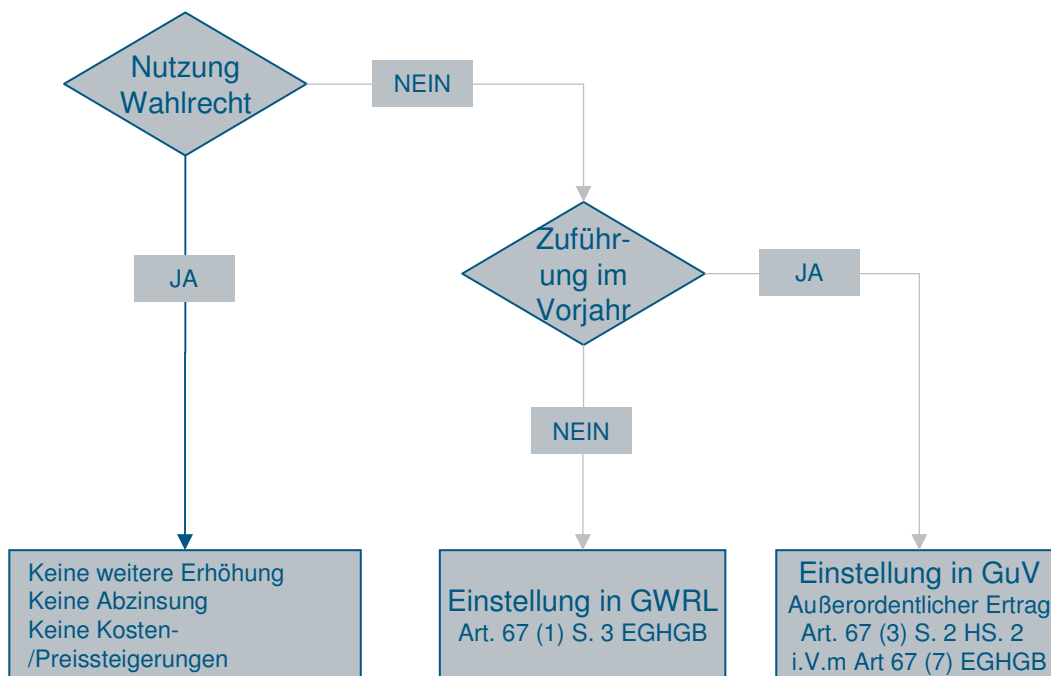 Nutzung
Wahlrecht
NEIN
Zuführ-
ung im
Vorjahr
JA
JA
NEIN
Keine weitere Erhöhung
Keine Abzinsung
Keine Kosten-
/Preissteigerungen
Einstellung in GWRL
Art. 67 (1) S. 3 EGHGB
Einstellung in GuV
Außerordentlicher Ertrag
Art. 67 (3) S. 2 HS. 2
i.V.m Art 67 (7) EGHGB